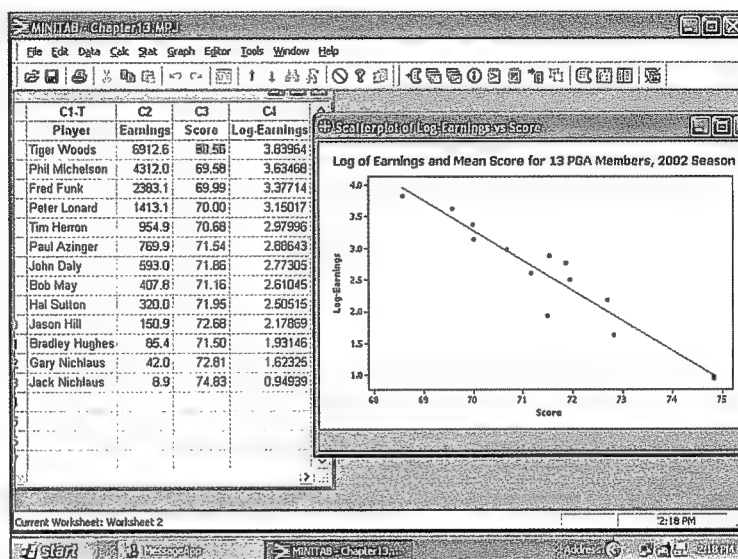 MINITAB - Chapter13.MPJ
File Edit Data Calc Stat Graph Editor Tools Window Help
C1-T C2 C3 C4
Player Earnings Score Log-Earnings
Tiger Woods 6912.6 3.83964
Phil Michelson 4312.0 69.58 3.63468
Fred Funk 2383.1 69.99 3.37714
Peter Lonard 1413.1 70.00 3.15017
Tim Herron 954.9 70.68 2.97996
Paul Azinger 769.9 71.54 2.88643
John Daly 593.0 71.86 2.77305
Bob May 407.8 71.16 2.61045
Hal Sutton 320.0 71.95 2.50515
Jason Hill 150.9 72.68 2.17869
Bradley Hughes 85.4 71.50 1.93146
Gary Nichlaus 42.0 72.81 1.62325
Jack Nichlaus 8.9 74.83 0.94939
Scatterplot of Log-Earnings vs Score
Log of Earnings and Mean Score for 13 PGA Members, 2002 Season
4.0
3.5
3.0
2.5
2.0
1.5
1.0
Log-Earnings
68 69 70 71 72 73 74 75
Score
Current Worksheet: Worksheet 2
2:18 PM
start
MessageApp
MINITAB - Chapter13...
Address
2:18 PM